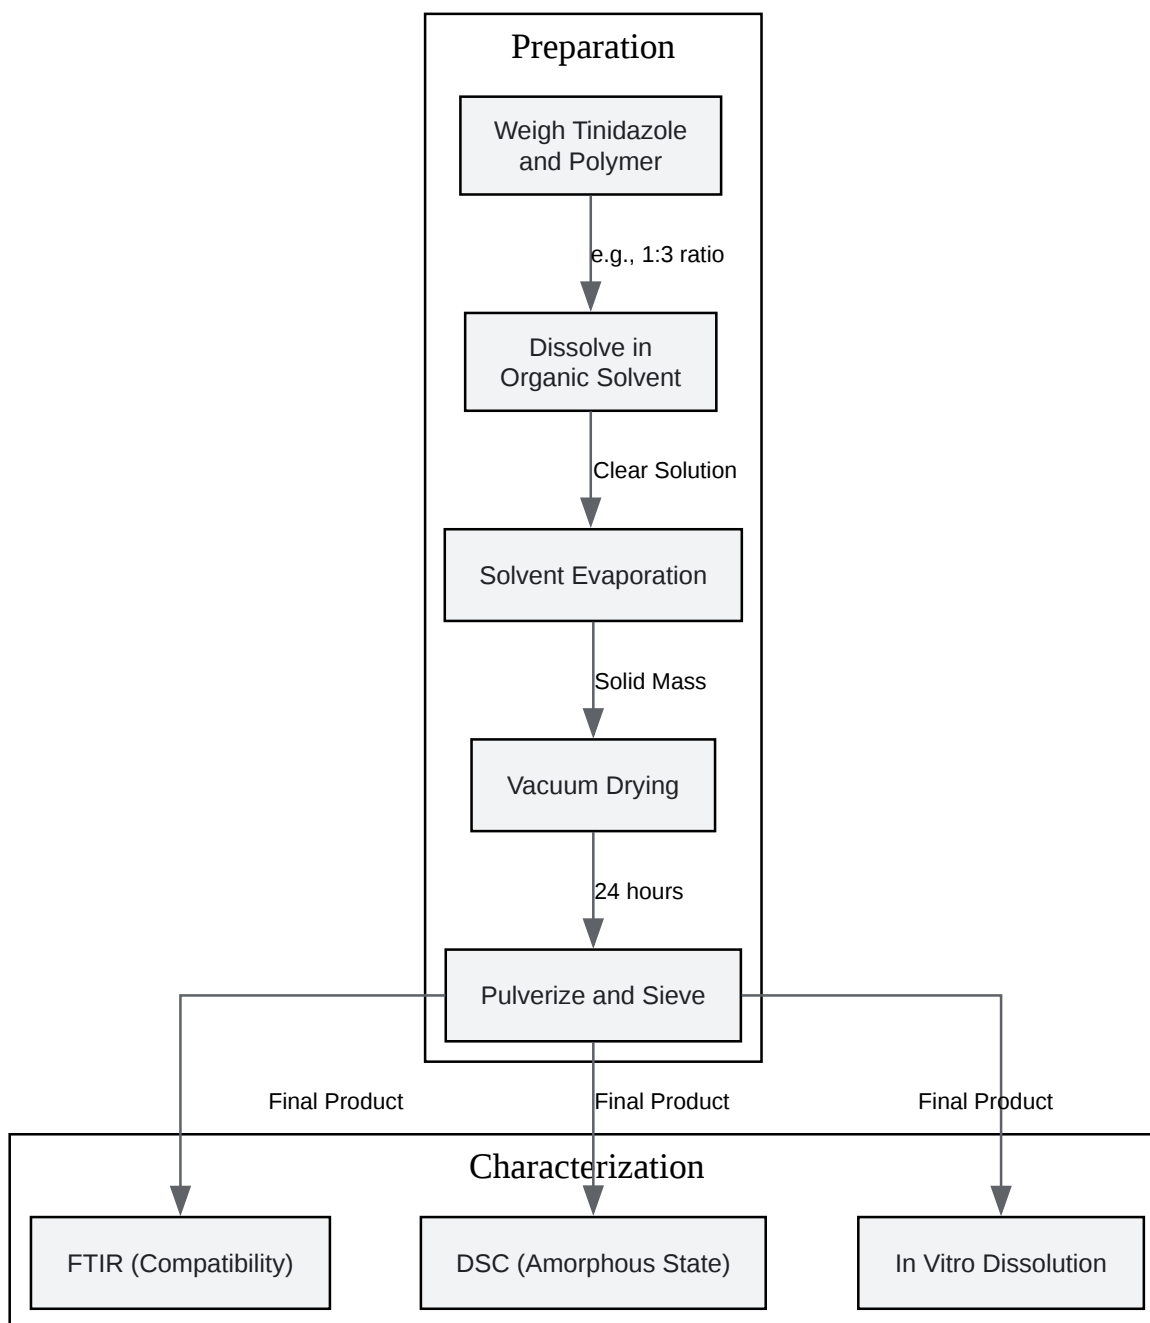 Preparation
Weigh Tinidazole
and Polymer
e.g., 1:3 ratio
Dissolve in
Organic Solvent
Clear Solution
Solvent Evaporation
Solid Mass
Vacuum Drying
24 hours
Pulverize and Sieve
Final Product
Final Product
Final Product
Characterization
FTIR (Compatibility)
DSC (Amorphous State)
In Vitro Dissolution